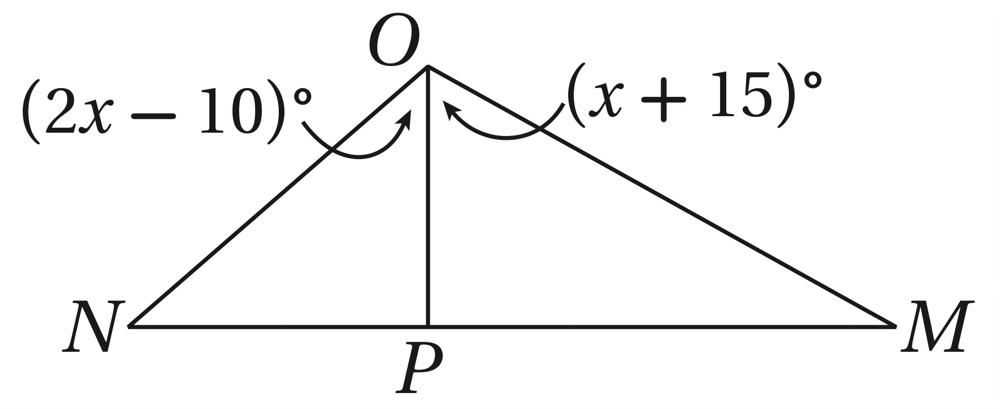 O
(2x − 10)°
(x + 15)°
N
M
P